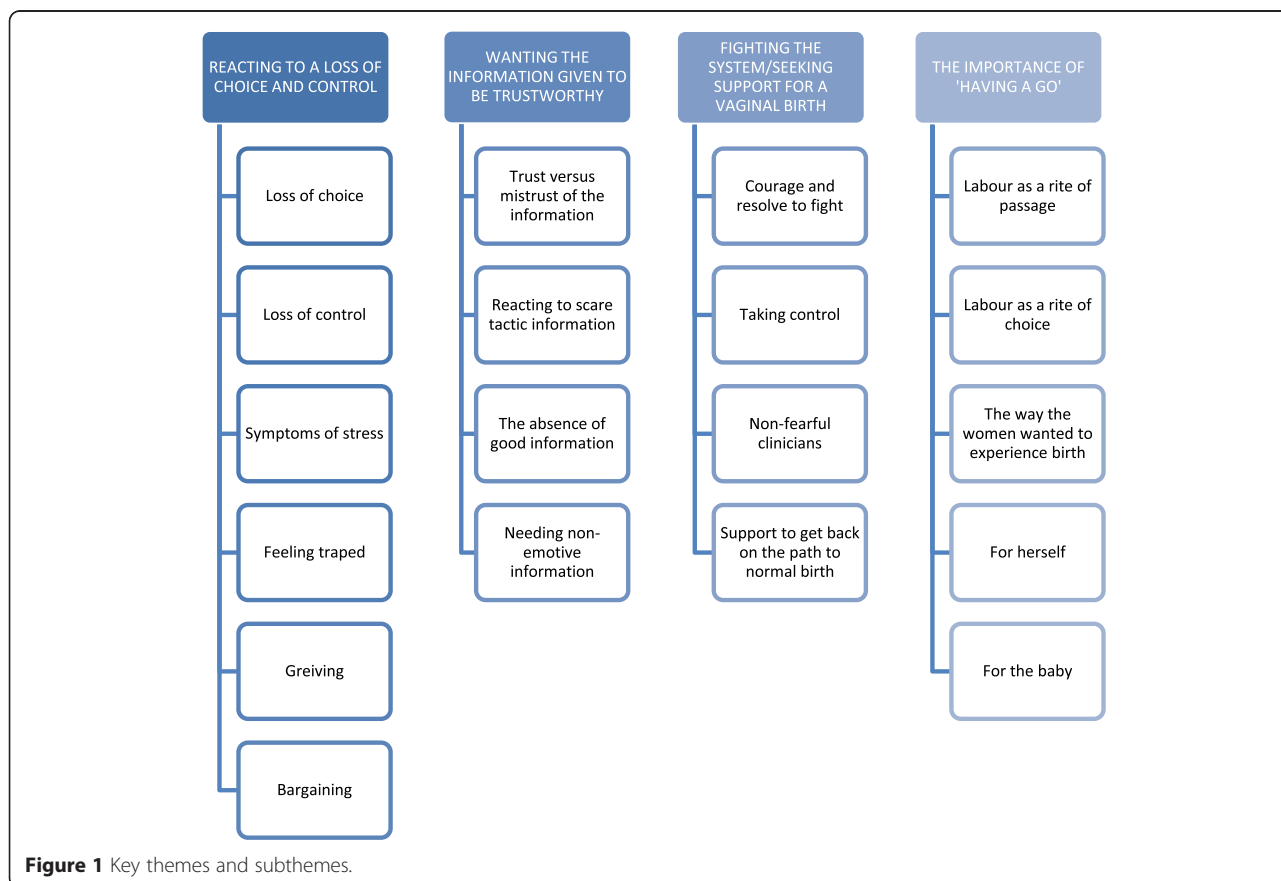 REACTING TO A LOSS OF
CHOICE AND CONTROL
Loss of choice
Loss of control
Symptoms of stress
Feeling traped
Greiving
Bargaining
WANTING THE
INFORMATION GIVEN TO
BE TRUSTWORTHY
Trust versus
mistrust of the
information
Reacting to scare
tactic information
The absence of
good information
Needing non-
emotive
information
FIGHTING THE
SYSTEM/SEEKING
SUPPORT FOR A
VAGINAL BIRTH
Courage and
resolve to fight
Taking control
Non-fearful
clinicians
Support to get back
on the path to
normal birth
THE IMPORTANCE OF
'HAVING A GO'
Labour as a rite of
passage
Labour as a rite of
choice
The way the
women wanted to
experience birth
For herself
For the baby
Figure 1 Key themes and subthemes.